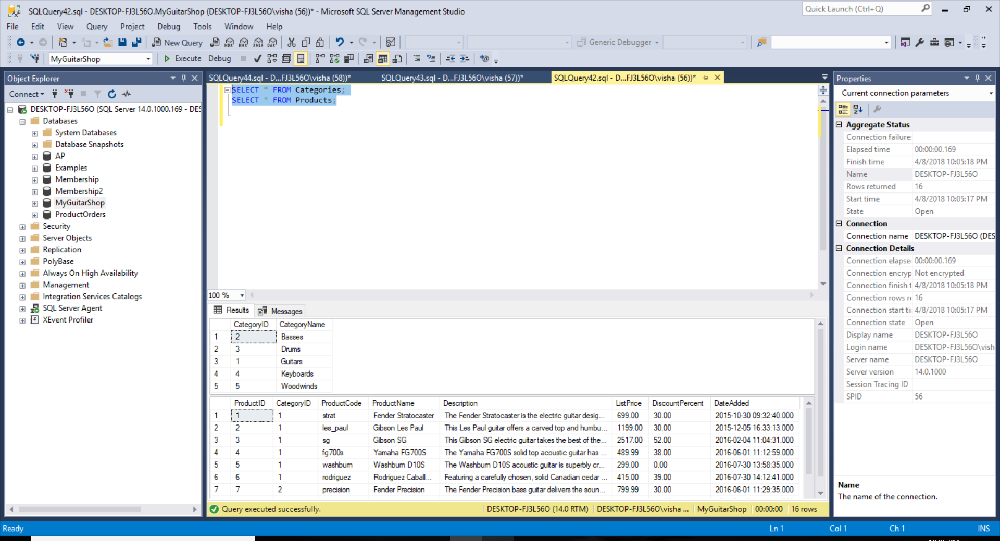 SQLQuery42.sql - DESKTOP-FJ3L56O.MyGuitarShop (DESKTOP-FJ3L56O\visha (56))* - Microsoft SQL Server Management Studio
Quick Launch (Ctrl+Q)
File Edit View Query Project Debug Tools Window Help
New Query MDX DMX XMLA DAX Generic Debugger
MyGuitarShop Execute Debug
Object Explorer
Connect
DESKTOP-FJ3L56O (SQL Server 14.0.1000.169 - DES
Databases
System Databases
Database Snapshots
AP
Examples
Membership
Membership2
MyGuitarShop
ProductOrders
Security
Server Objects
Replication
PolyBase
Always On High Availability
Management
Integration Services Catalogs
SQL Server Agent
XEvent Profiler
SQLQuery44.sql - D...FJ3L56O\visha (58))* SQLQuery43.sql - D...FJ3L56O\visha (57))* SQLQuery42.sql - D...FJ3L56O\visha (56))*
SELECT * FROM Categories;
SELECT * FROM Products;
100 %
Results Messages
CategoryID CategoryName
1 2 Basses
2 3 Drums
3 1 Guitars
4 4 Keyboards
5 5 Woodwinds
ProductID CategoryID ProductCode ProductName Description ListPrice DiscountPercent DateAdded
1 1 1 strat Fender Stratocaster The Fender Stratocaster is the electric guitar desig... 699.00 30.00 2015-10-30 09:32:40.000
2 2 1 les_paul Gibson Les Paul This Les Paul guitar offers a carved top and humbu... 1199.00 30.00 2015-12-05 16:33:13.000
3 3 1 sg Gibson SG This Gibson SG electric guitar takes the best of the... 2517.00 52.00 2016-02-04 11:04:31.000
4 4 1 fg700s Yamaha FG700S The Yamaha FG700S solid top acoustic guitar has ... 489.99 38.00 2016-06-01 11:12:59.000
5 5 1 washburn Washburn D10S The Washburn D10S acoustic guitar is superbly cr... 299.00 0.00 2016-07-30 13:58:35.000
6 6 1 rodriguez Rodriguez Caball... Featuring a carefully chosen, solid Canadian cedar ... 415.00 39.00 2016-07-30 14:12:41.000
7 7 2 precision Fender Precision The Fender Precision bass guitar delivers the soun... 799.99 30.00 2016-06-01 11:29:35.000
Query executed successfully. DESKTOP-FJ3L56O (14.0 RTM) DESKTOP-FJ3L56O\visha ... MyGuitarShop 00:00:00 16 rows
Properties
Current connection parameters
Aggregate Status
Connection failures
Elapsed time 00:00:00.169
Finish time 4/8/2018 10:05:18 PM
Name DESKTOP-FJ3L56O
Rows returned 16
Start time 4/8/2018 10:05:17 PM
State Open
Connection
Connection name DESKTOP-FJ3L56O (DES
Connection Details
Connection elapse 00:00:00.169
Connection encryp Not encrypted
Connection finish t 4/8/2018 10:05:18 PM
Connection rows re 16
Connection start ti 4/8/2018 10:05:17 PM
Connection state Open
Display name DESKTOP-FJ3L56O
Login name DESKTOP-FJ3L56O\vish
Server name DESKTOP-FJ3L56O
Server version 14.0.1000
Session Tracing ID
SPID 56
Name
The name of the connection.
Ready Ln 1 Col 1 Ch 1 INS